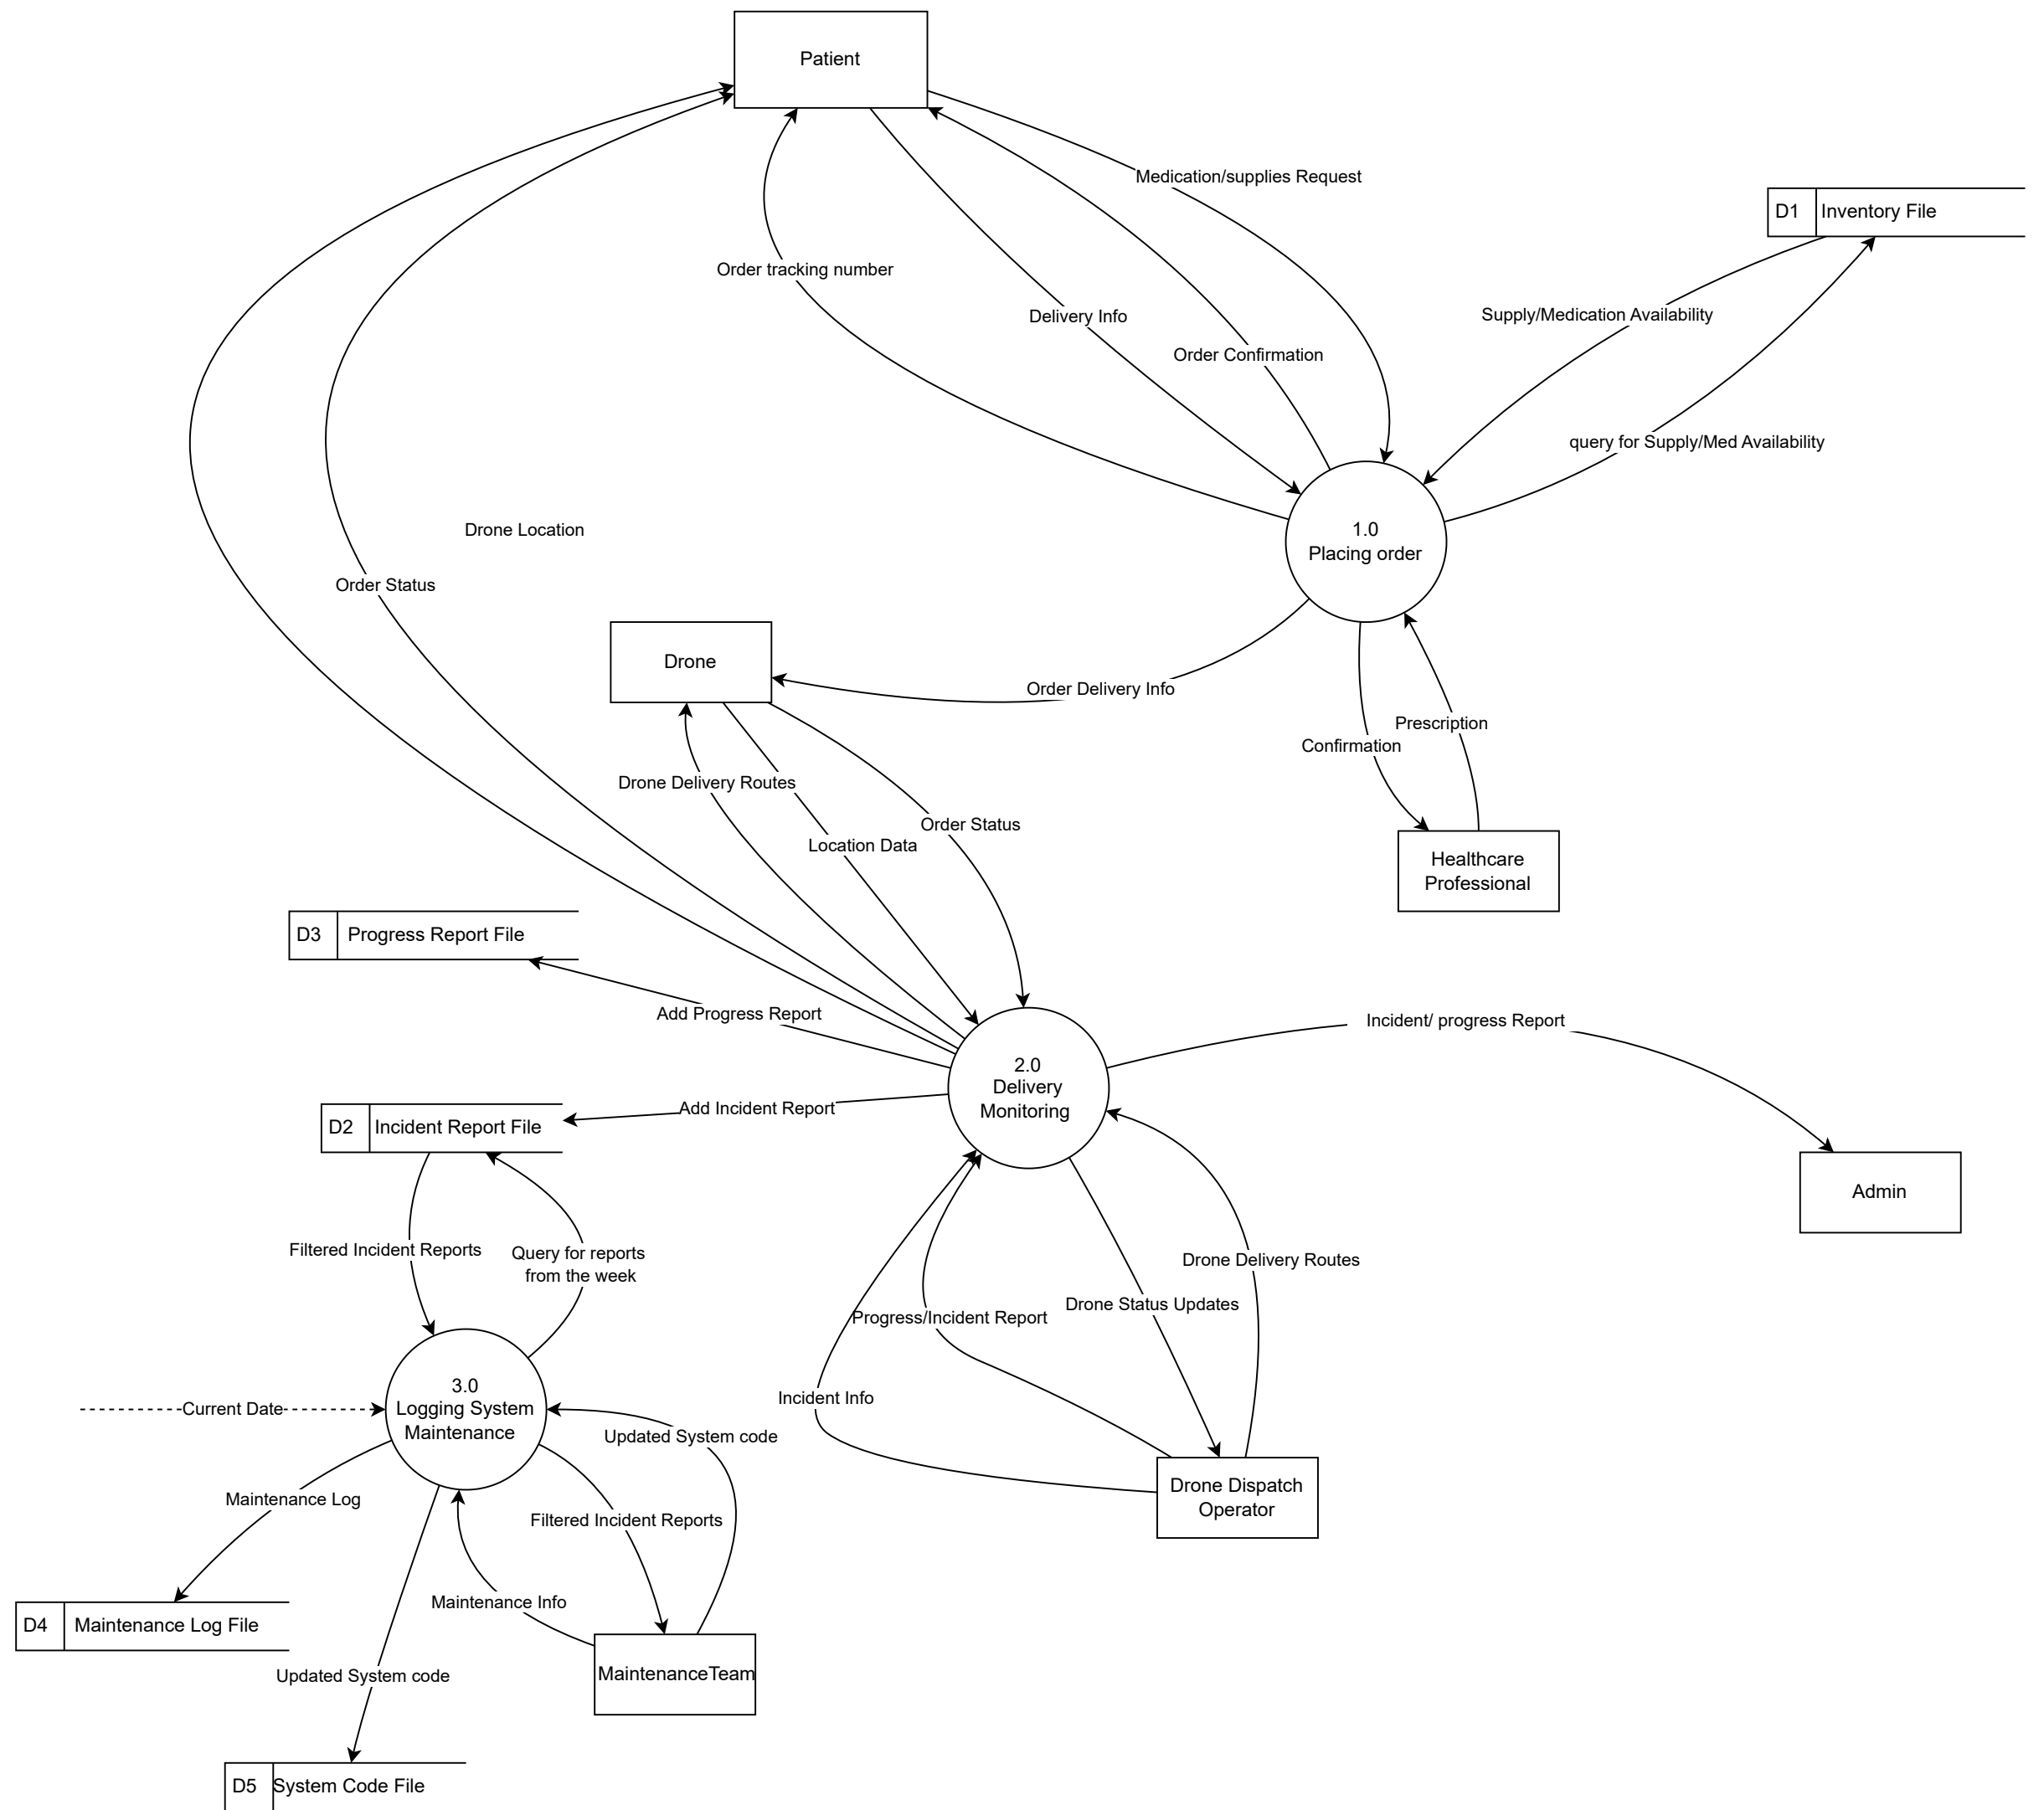 Patient
Medication/supplies Request
D1 Inventory File
Order tracking number
Delivery Info
Supply/Medication Availability
Order Confirmation
query for Supply/Med Availability
Drone Location
1.0
Placing order
Order Status
Drone
Order Delivery Info
Prescription
Confirmation
Drone Delivery Routes
Order Status
Location Data
Healthcare
Professional
D3 Progress Report File
Add Progress Report
Incident/ progress Report
2.0
Delivery
Monitoring
Add Incident Report
D2 Incident Report File
Admin
Filtered Incident Reports
Query for reports
from the week
Drone Delivery Routes
Drone Status Updates
Progress/Incident Report
Incident Info
3.0
Logging System
Maintenance
Current Date
Updated System code
Drone Dispatch
Operator
Maintenance Log
Filtered Incident Reports
Maintenance Info
D4 Maintenance Log File
MaintenanceTeam
Updated System code
D5 System Code File